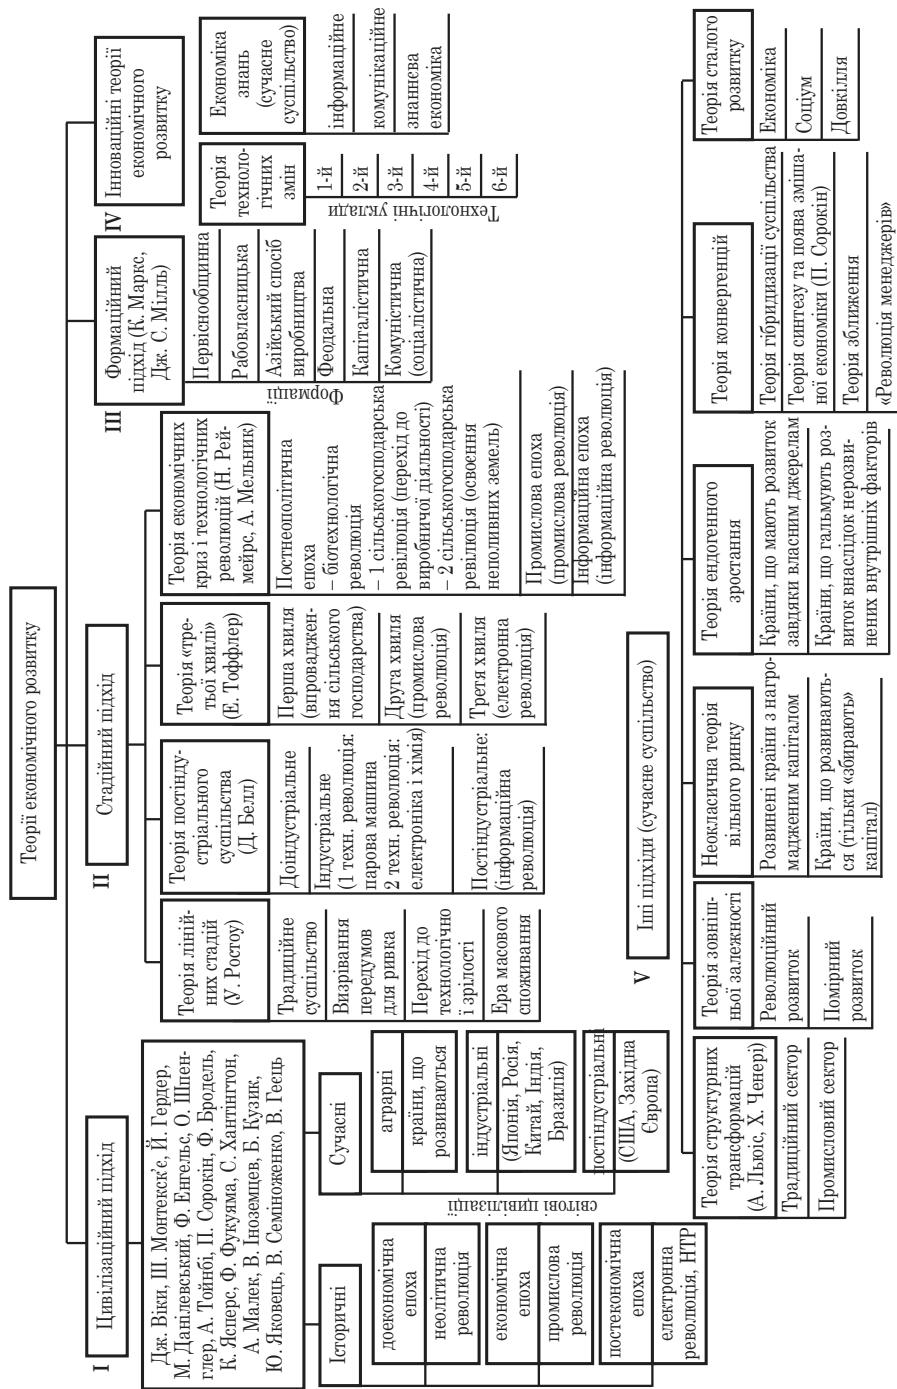 Теорії економічного розвитку
I
Цивілізаційний підхід
Дж. Віки, Ш. Монтекск'є, Й. Гердер,
М. Данілевський, Ф. Енгельс, О. Шпен-
глер, А. Тойнбі, П. Сорокін, Ф. Бродель,
К. Ясперс, Ф. Фукуяма, С. Хантінгтон,
А. Малек, В. Іноземцев, Б. Кузик,
Ю. Яковець, В. Семіноженко, В. Геєць
Історичні
доекономічна
епоха
неолітична
революція
економічна
епоха
промислова
революція
постекономічна
епоха
електронна
революція, НТР
світові цивілізації
Сучасні
аграрні
країни, що
розвиваються
індустріальні
(Японія, Росія,
Китай, Індія,
Бразилія)
постіндустріальні
(США, Західна
Європа)
II
Стадійний підхід
Теорія ліній-
них стадій
(У. Ростоу)
Традиційне
суспільство
Визрівання
передумов
для ривка
Перехід до
технологічно
ї зрілості
Ера масового
споживання
Теорія постінду-
стріального
суспільства
(Д. Белл)
Доіндустріальне
Індустріальне
(1 техн. революція:
парова машина
2 техн. революція:
електроніка і хімія)
Постіндустріальне:
(інформаційна
революція)
Теорія «тре-
тьої хвилі»
(Е. Тоффлер)
Перша хвиля
(впроваджен-
ня сільського
господарства)
Друга хвиля
(промислова
революція)
Третя хвиля
(електронна
революція)
Теорія економічних
криз і технологічних
революцій (Н. Рей-
мейрс, А. Мельник)
Постнеополітична
епоха
– біотехнологічна
революція
– 1 сільськогосподарська
ревілюція (перехід до
виробничої діяльності)
– 2 сільськогосподарська
ревілюція (освоєння
неполивних земель)
Промислова епоха
(промислова революція)
Інформаційна епоха
(інформаційна революція)
III
Формаційний
підхід (К. Маркс,
Дж. С. Мілль)
Формації
Первіснообщинна
Рабовласницька
Азійський спосіб
виробництва
Феодальна
Капіталістична
Комуністична
(соціалістична)
IV
Інноваційні теорії
економічного
розвитку
Теорія
техноло-
гічних
змін
Технологічні уклади
1-й
2-й
3-й
4-й
5-й
6-й
Економіка
знань
(сучасне
суспільство)
інформаційне
комунікаційне
знаннєва
економіка
V
Інші підходи (сучасне суспільство)
Теорія структурних
трансформацій
(А. Льюіс, Х. Ченері)
Традиційний сектор
Промисловий сектор
Теорія зовніш-
ньої залежності
Революційний
розвиток
Помірний
розвиток
Неокласична теорія
вільного ринку
Розвинені країни з нагро-
мадженим капіталом
Країни, що розвивають-
ся (тільки «збирають»
капітал)
Теорія ендогенного
зростання
Країни, що мають розвиток
завдяки власним джерелам
Країни, що гальмують роз-
виток внаслідок нерозви-
нених внутрішніх факторів
Теорія конвергенцій
Теорія гібридизації суспільства
Теорія синтезу та поява зміша-
ної економіки (П. Сорокін)
Теорія зближення
«Революція менеджерів»
Теорія сталого
розвитку
Економіка
Соціум
Довкілля